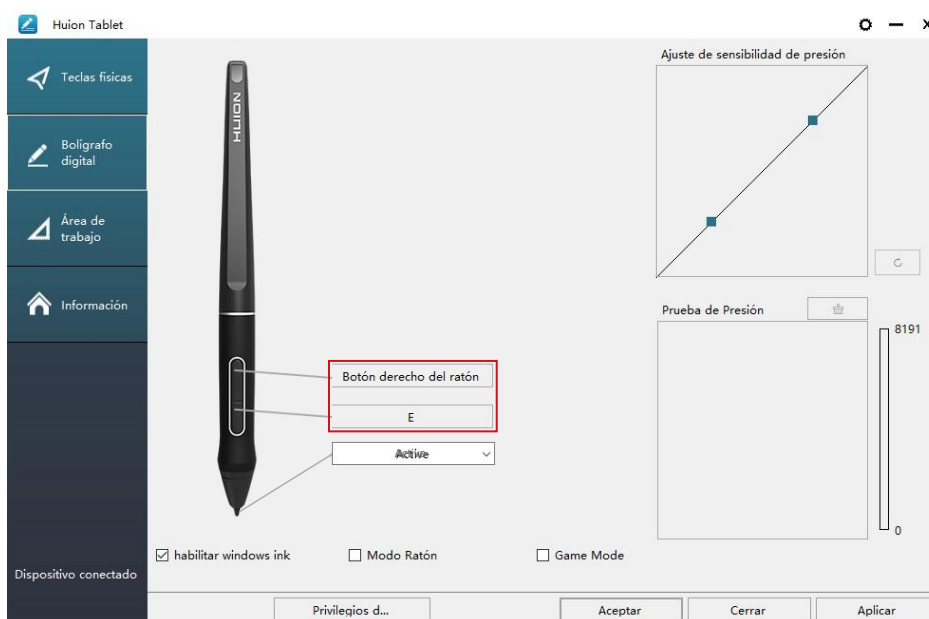 Huion Tablet
Teclas físicas
Bolígrafo
digital
Área de
trabajo
Información
Dispositivo conectado
HUION
Botón derecho del ratón
E
Active
habilitar windows ink
Modo Ratón
Game Mode
Ajuste de sensibilidad de presión
Prueba de Presión
8191
0
Privilegios d...
Aceptar
Cerrar
Aplicar